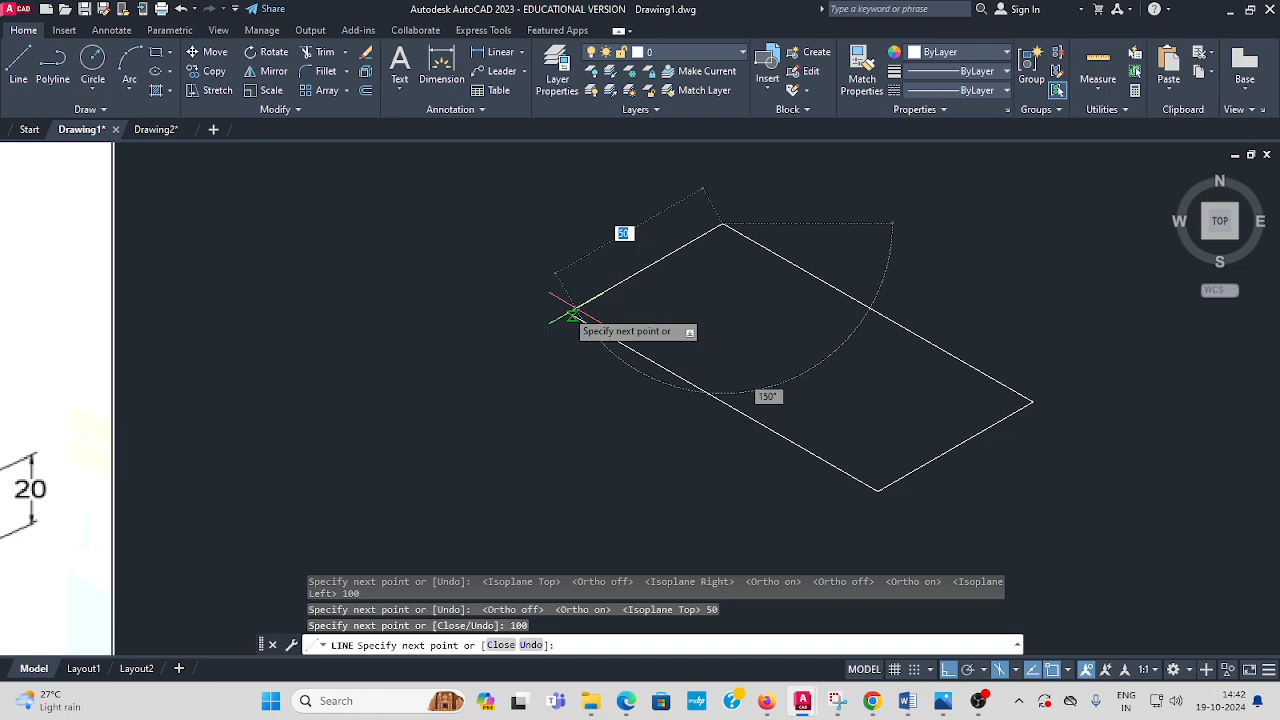 A CAD Share Autodesk AutoCAD 2023 - EDUCATIONAL VERSION Drawing1.dwg Type a keyword or phrase Sign In
Home Insert Annotate Parametric View Manage Output Add-ins Collaborate Express Tools Featured Apps
Line Polyline Circle Arc Move Rotate Trim Text Dimension Linear Layer Properties 0 Insert Create Match Properties ByLayer Group Measure Paste Base
Copy Mirror Fillet Leader Make Current Edit ByLayer
Stretch Scale Array Table Match Layer ByLayer
Draw Modify Annotation Layers Block Properties Groups Utilities Clipboard View
Start Drawing1* Drawing2*
N
W TOP E
S
WCS
50
Specify next point or
150°
20
Specify next point or [Undo]: <Isoplane Top> <Ortho off> <Isoplane Right> <Ortho on> <Ortho off> <Ortho on> <Isoplane
Left> 100
Specify next point or [Undo]: <Ortho off> <Ortho on> <Isoplane Top> 50
Specify next point or [Close/Undo]: 100
LINE Specify next point or [Close Undo]:
Model Layout1 Layout2 MODEL 1:1
27°C
Light rain
Search
ENG
IN
1:42
19-10-2024